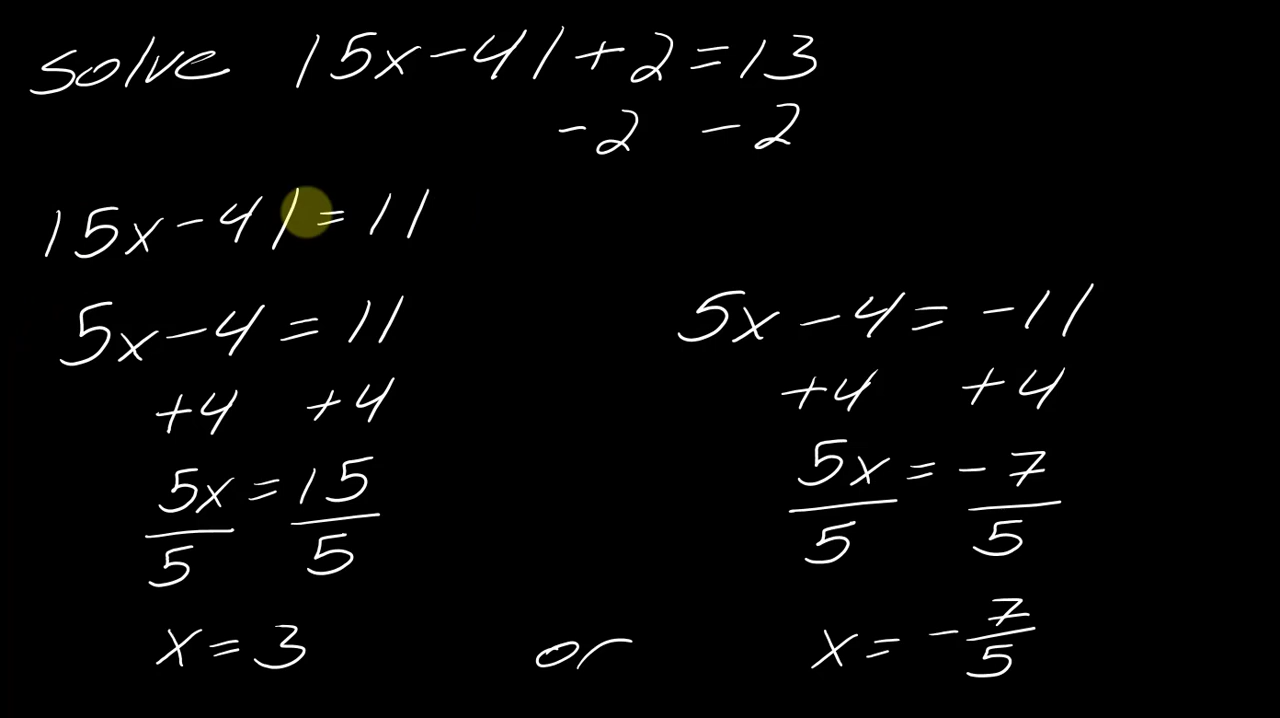 solve |5x-4|+2=13
-2 -2
|5x-4|=11
5x-4=11
+4 +4
5x=15
5 5
x=3
or
5x-4=-11
+4 +4
5x=-7
5 5
x=-7/5